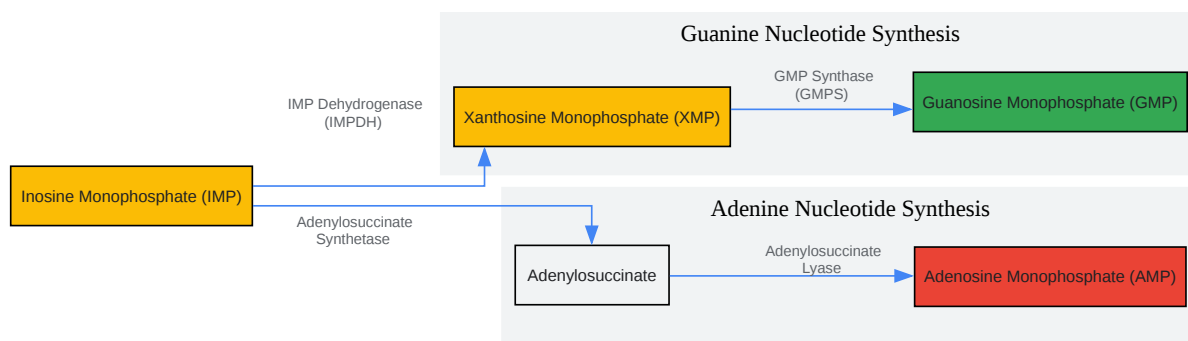 Guanine Nucleotide Synthesis
IMP Dehydrogenase
(IMPDH)
Xanthosine Monophosphate (XMP)
GMP Synthase
(GMPS)
Guanosine Monophosphate (GMP)
Inosine Monophosphate (IMP)
Adenylosuccinate
Synthetase
Adenine Nucleotide Synthesis
Adenylosuccinate
Adenylosuccinate
Lyase
Adenosine Monophosphate (AMP)